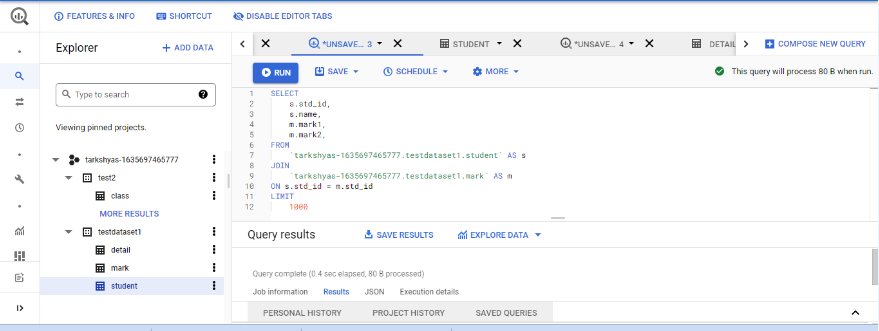 FEATURES & INFO SHORTCUT DISABLE EDITOR TABS
Explorer + ADD DATA
Type to search
Viewing pinned projects.
tarkshyas-1635697465777
test2
class
MORE RESULTS
testdataset1
detail
mark
student
*UNSAVE... 3 STUDENT *UNSAVE... 4 DETAIL COMPOSE NEW QUERY
RUN SAVE SCHEDULE MORE This query will process 80 B when run.
1 SELECT
2 s.std_id,
3 s.name,
4 m.mark1,
5 m.mark2,
6 FROM
7 `tarkshyas-1635697465777.testdataset1.student` AS s
8 JOIN
9 `tarkshyas-1635697465777.testdataset1.mark` AS m
10 ON s.std_id = m.std_id
11 LIMIT
12 1000
Query results SAVE RESULTS EXPLORE DATA
Query complete (0.4 sec elapsed, 80 B processed)
Job information Results JSON Execution details
PERSONAL HISTORY PROJECT HISTORY SAVED QUERIES